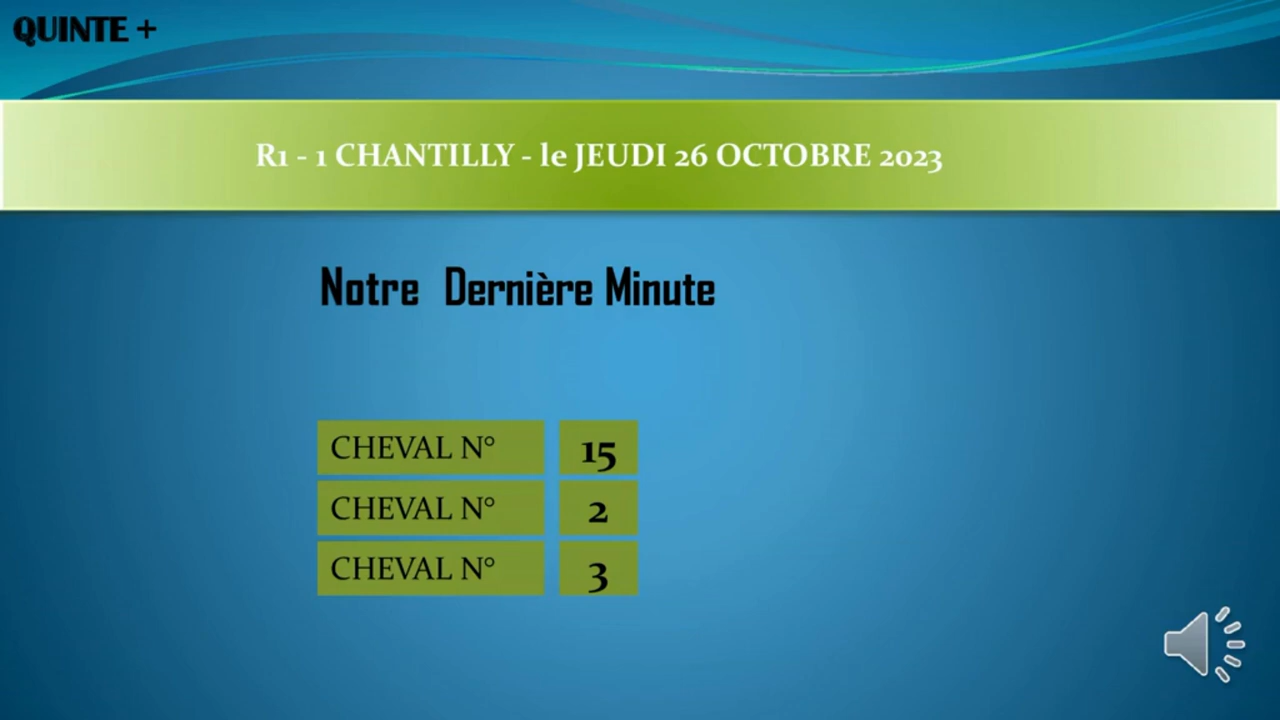 QUINTE +
R1 - 1 CHANTILLY - le JEUDI 26 OCTOBRE 2023
Notre Dernière Minute
CHEVAL N° 15
CHEVAL N° 2
CHEVAL N° 3